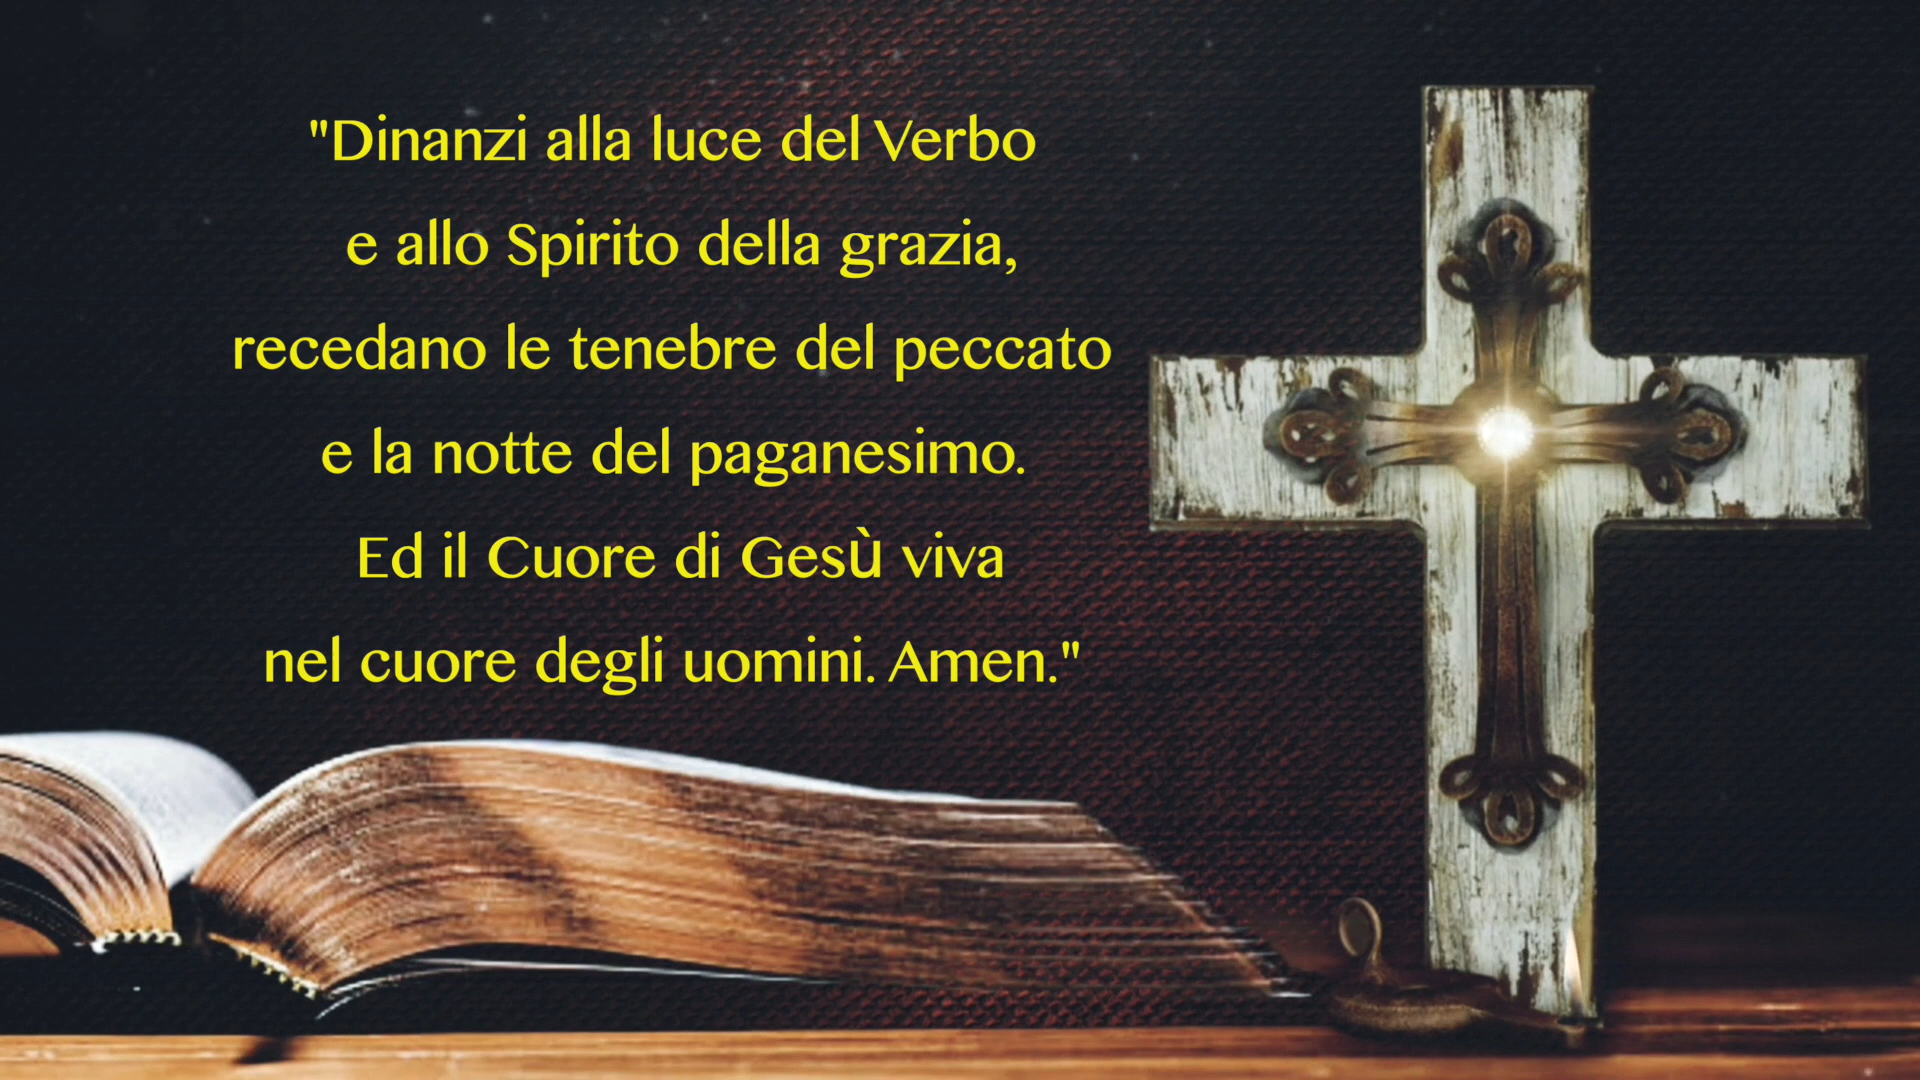 "Dinanzi alla luce del Verbo
e allo Spirito della grazia,
recedano le tenebre del peccato
e la notte del paganesimo.
Ed il Cuore di Gesù viva
nel cuore degli uomini. Amen."